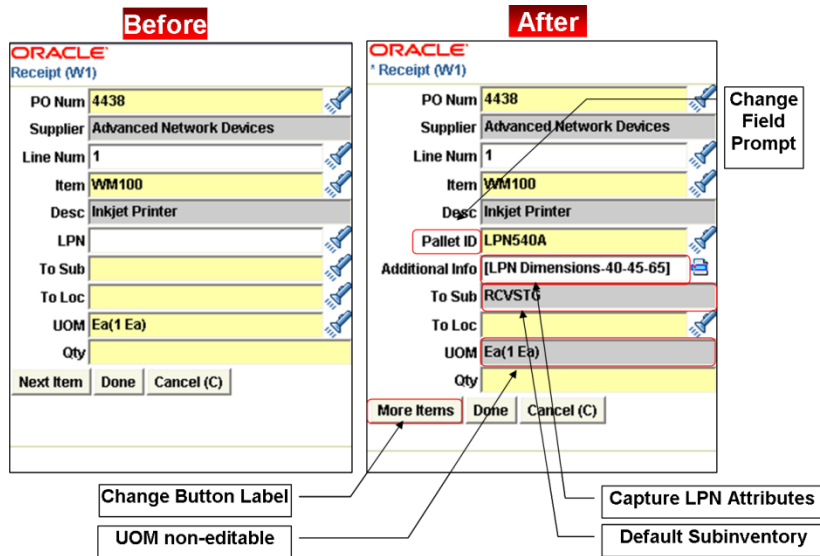 Before
ORACLE
Receipt (W1)
PO Num 4438
Supplier Advanced Network Devices
Line Num 1
Item WM100
Desc Inkjet Printer
LPN
To Sub
To Loc
UOM Ea(1 Ea)
Qty
Next Item Done Cancel (C)
After
ORACLE
* Receipt (W1)
PO Num 4438
Supplier Advanced Network Devices
Line Num 1
Item WM100
Desc Inkjet Printer
Pallet ID LPN540A
Additional Info [LPN Dimensions-40-45-65]
To Sub RCVSTG
To Loc
UOM Ea(1 Ea)
Qty
More Items Done Cancel (C)
Change
Field
Prompt
Change Button Label
UOM non-editable
Capture LPN Attributes
Default Subinventory